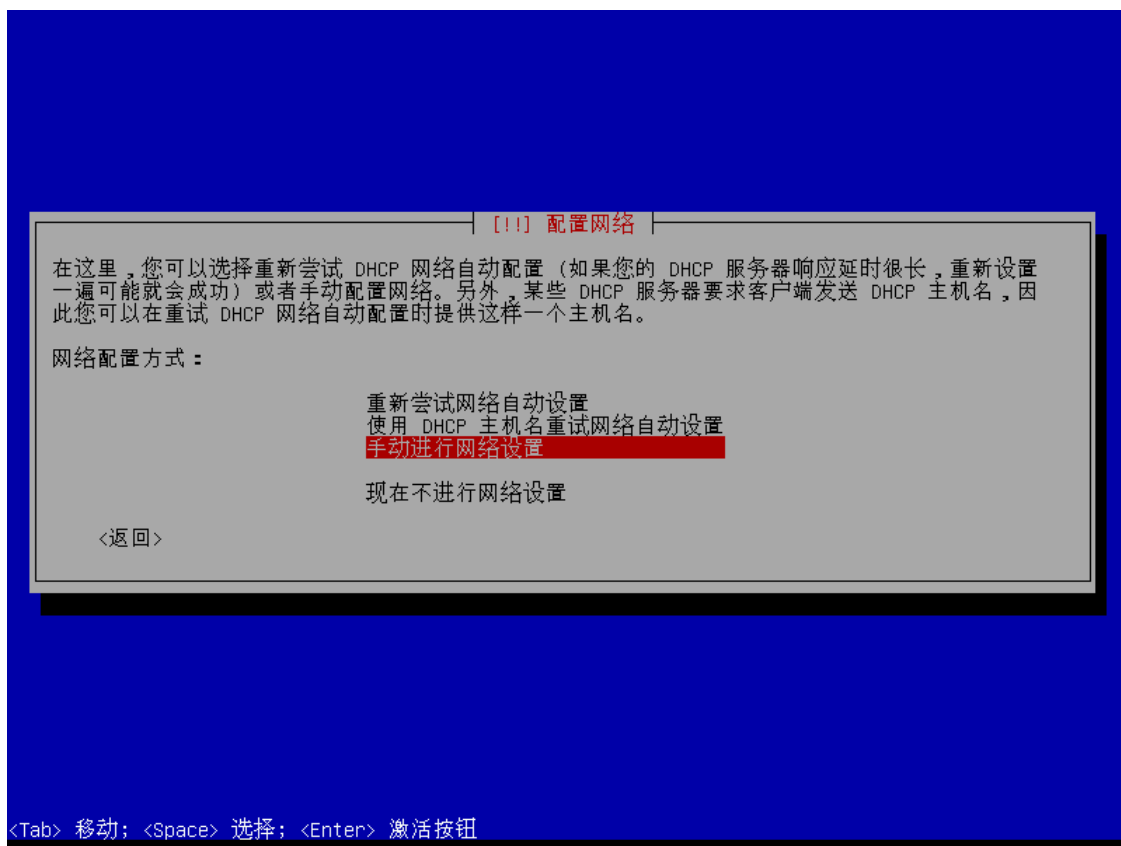 [!!] 配置网络
在这里,您可以选择重新尝试 DHCP 网络自动配置 (如果您的 DHCP 服务器响应延时很长,重新设置
一遍可能就会成功) 或者手动配置网络。另外,某些 DHCP 服务器要求客户端发送 DHCP 主机名,因
此您可以在重试 DHCP 网络自动配置时提供这样一个主机名。
网络配置方式:
重新尝试网络自动设置
使用 DHCP 主机名重试网络自动设置
手动进行网络设置
现在不进行网络设置
<返回>
<Tab> 移动; <Space> 选择; <Enter> 激活按钮